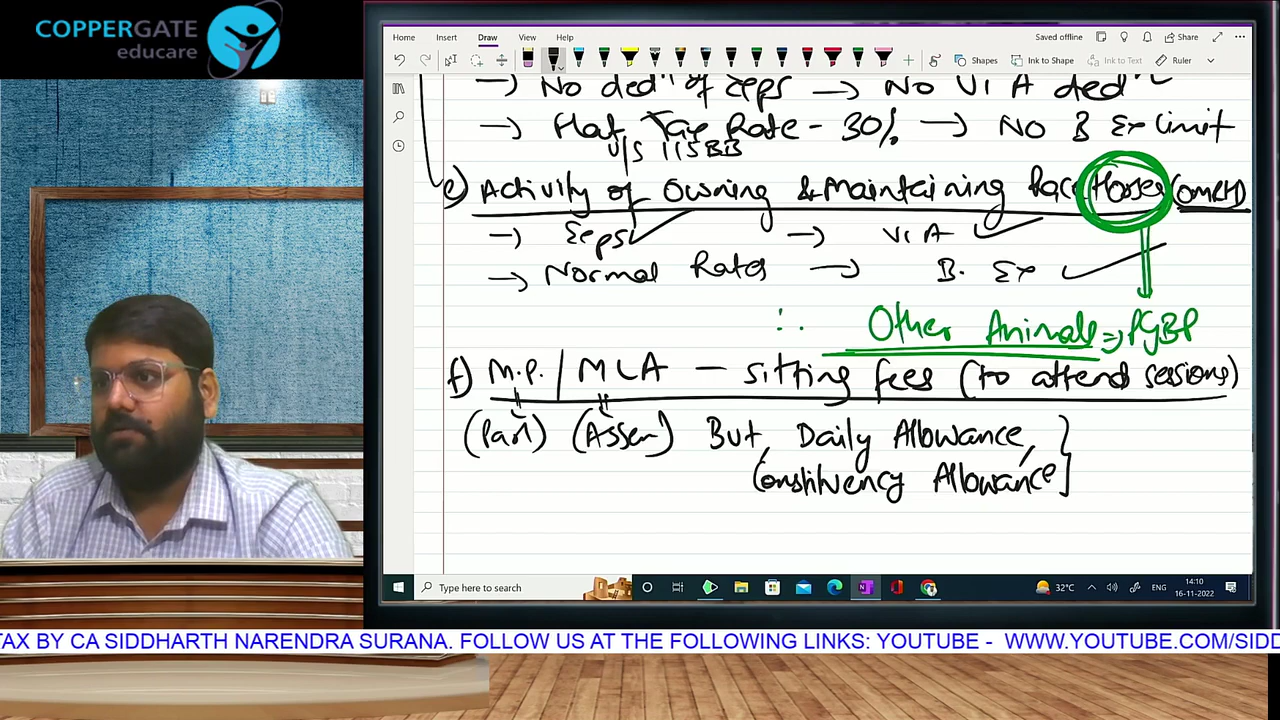 COPPERGATE
educare
Home Insert Draw View Help
Saved offline
Share
Shapes
Ink to Shape
Ink to Text
Ruler
→ No dedn of Exps → No VI A dedn
→ Flat Tax Rate - 30% → No B Ex limit
U/S 115BB
e) Activity of Owning & Maintaining Race Horses (OMRH)
→ Exps ✓ → VI A ✓
→ Normal Rates → B. Ex ✓
∴ Other Animals ⇒ PGBP
f) M.P. / MLA - sitting fees (to attend sessions)
(Parl) (Assem) But, Daily Allowance,
Constituency Allowance
Type here to search
32°C
ENG
14:10
16-11-2022
TAX BY CA SIDDHARTH NARENDRA SURANA. FOLLOW US AT THE FOLLOWING LINKS: YOUTUBE - WWW.YOUTUBE.COM/SIDD